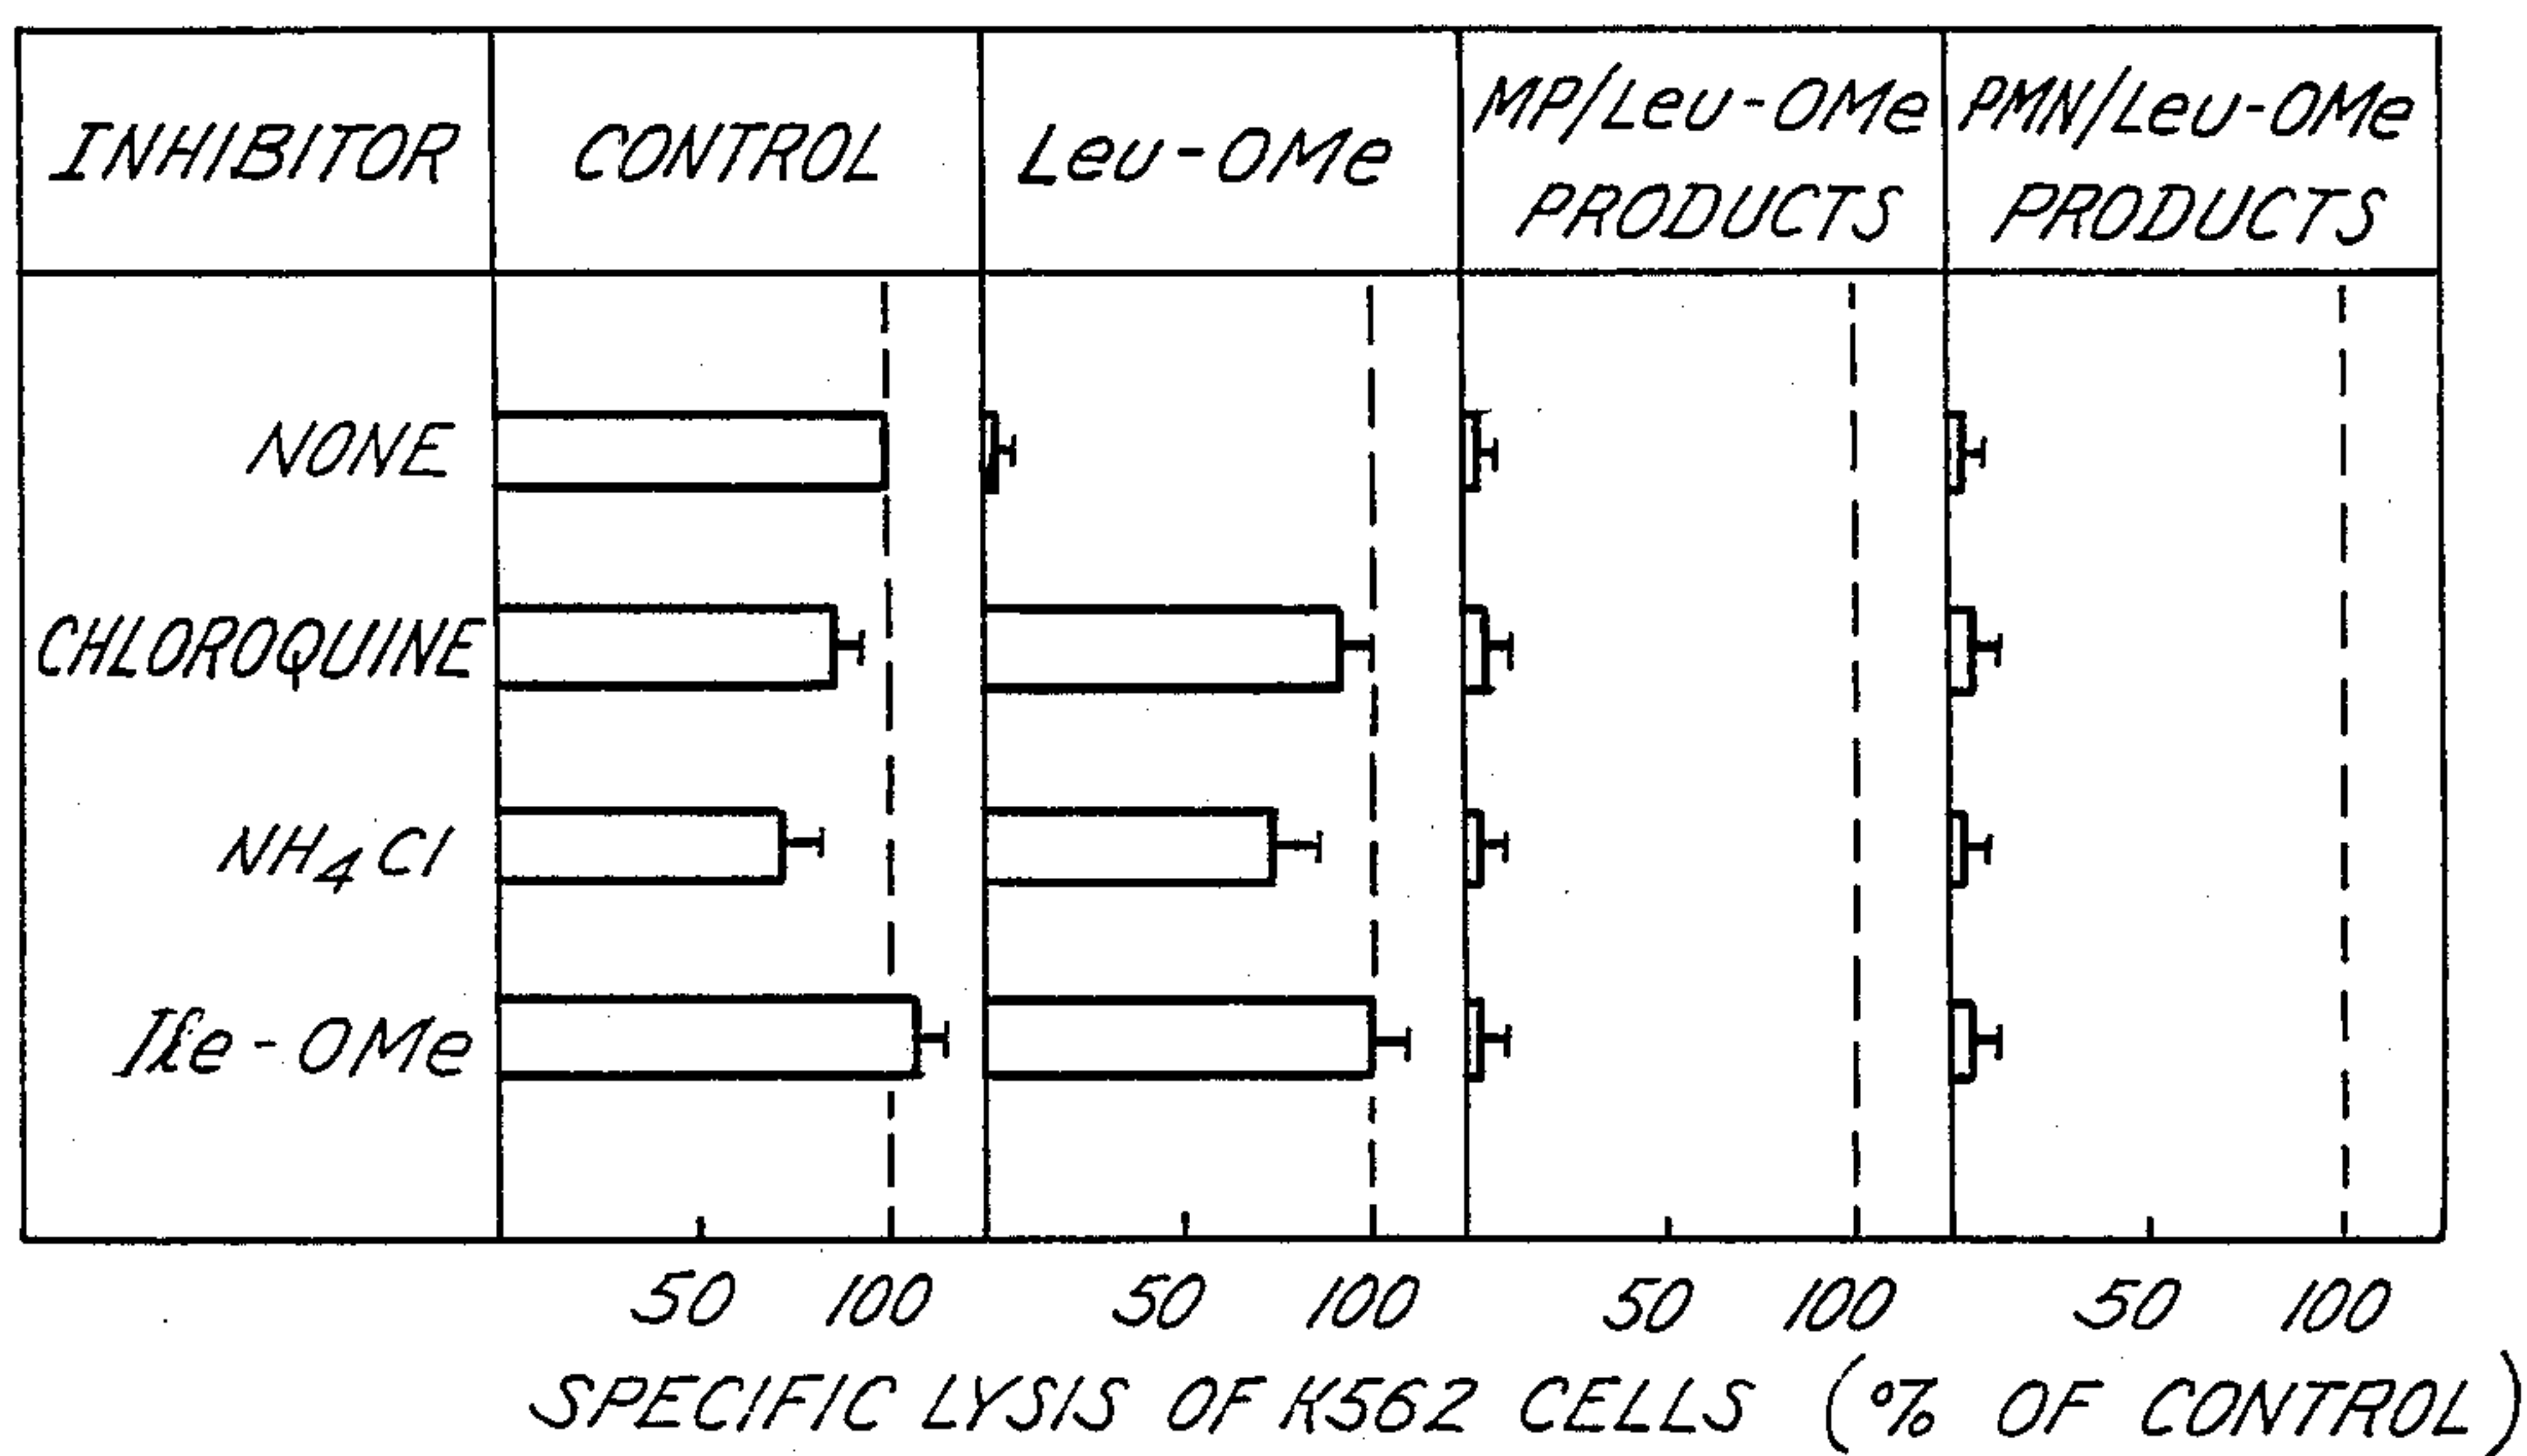 INHIBITOR CONTROL Leu-OMe MP/Leu-OMe PRODUCTS PMN/Leu-OMe PRODUCTS
NONE
CHLOROQUINE
NH4Cl
Ile-OMe
50 100 50 100 50 100 50 100
SPECIFIC LYSIS OF K562 CELLS (% OF CONTROL)